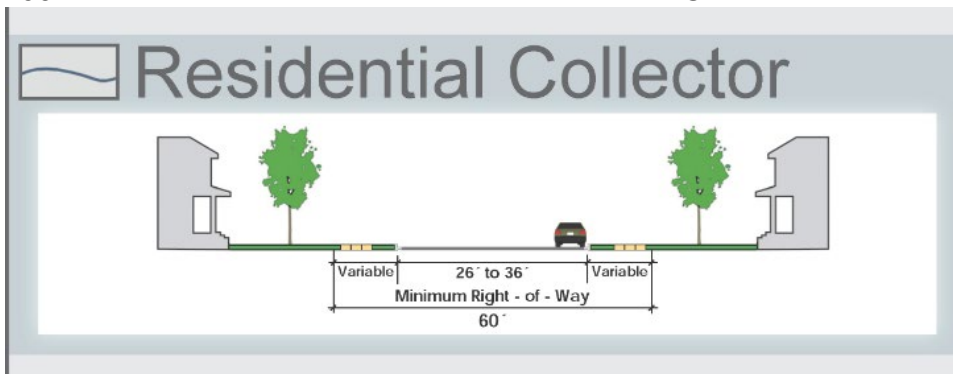 Residential Collector
Variable 26´ to 36´ Variable
Minimum Right - of - Way
60´